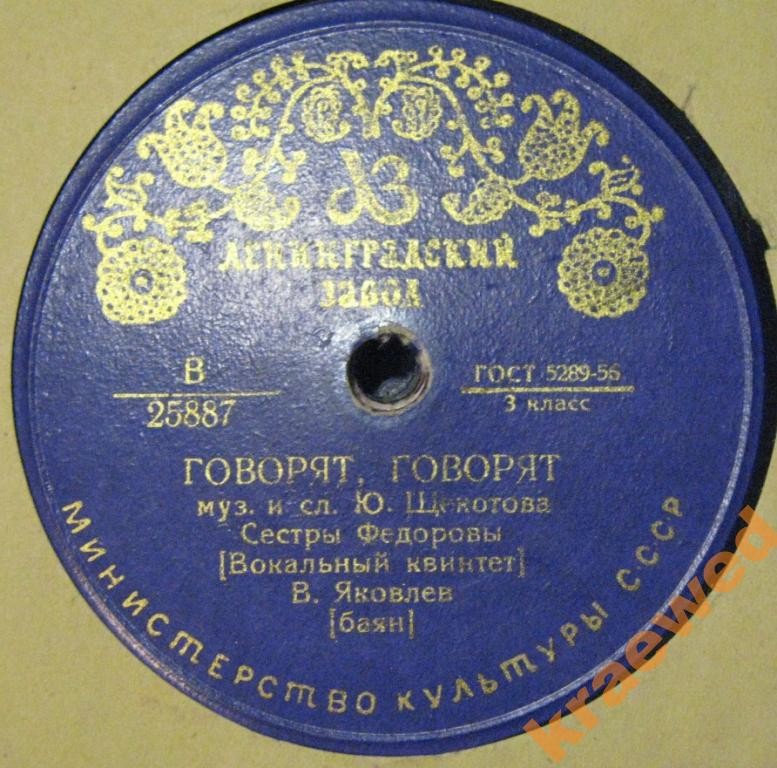 ЛЗ
ЛЕНИНГРАДСКИЙ
ЗАВОД
В
25887
ГОСТ 5289-56
3 класс
ГОВОРЯТ, ГОВОРЯТ
муз. и сл. Ю. Щекотова
Сестры Федоровы
[Вокальный квинтет]
В. Яковлев
[баян]
МИНИСТЕРСТВО КУЛЬТУРЫ СССР
kraewed